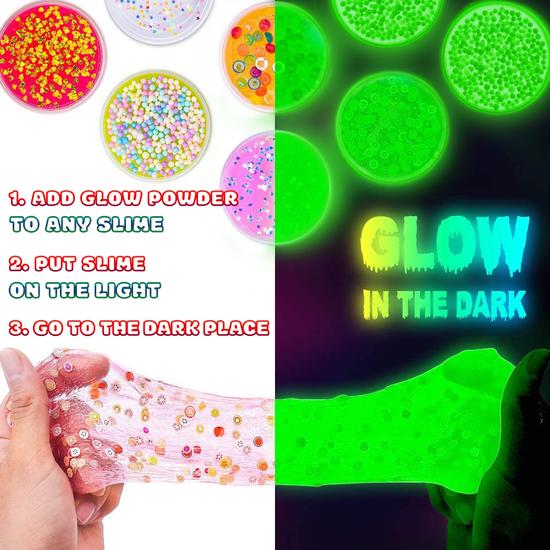 1. ADD GLOW POWDER
TO ANY SLIME
2. PUT SLIME
ON THE LIGHT
3. GO TO THE DARK PLACE
GLOW
IN THE DARK